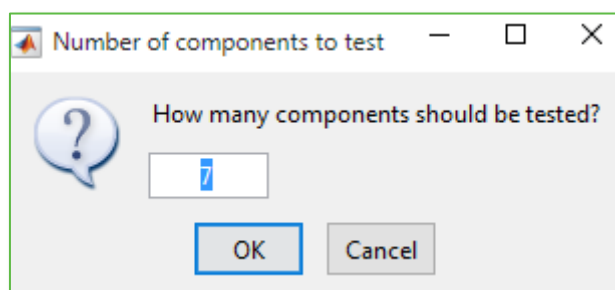 Number of components to test
How many components should be tested?
7
OK Cancel